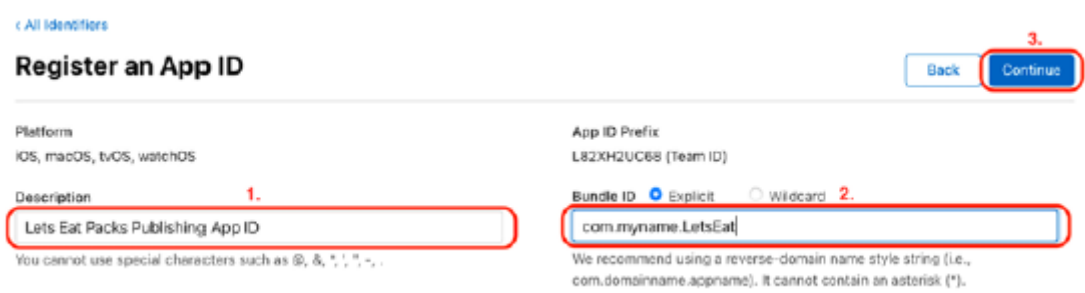 ‹ All Identifiers
3.
Register an App ID
Back
Continue
Platform
iOS, macOS, tvOS, watchOS
App ID Prefix
L82XH2UC68 (Team ID)
Description
1.
Bundle ID Explicit Wildcard 2.
Lets Eat Packs Publishing App ID
com.myname.LetsEat
You cannot use special characters such as @, &, *, ', ", -, .
We recommend using a reverse-domain name style string (i.e.,
com.domainname.appname). It cannot contain an asterisk (*).